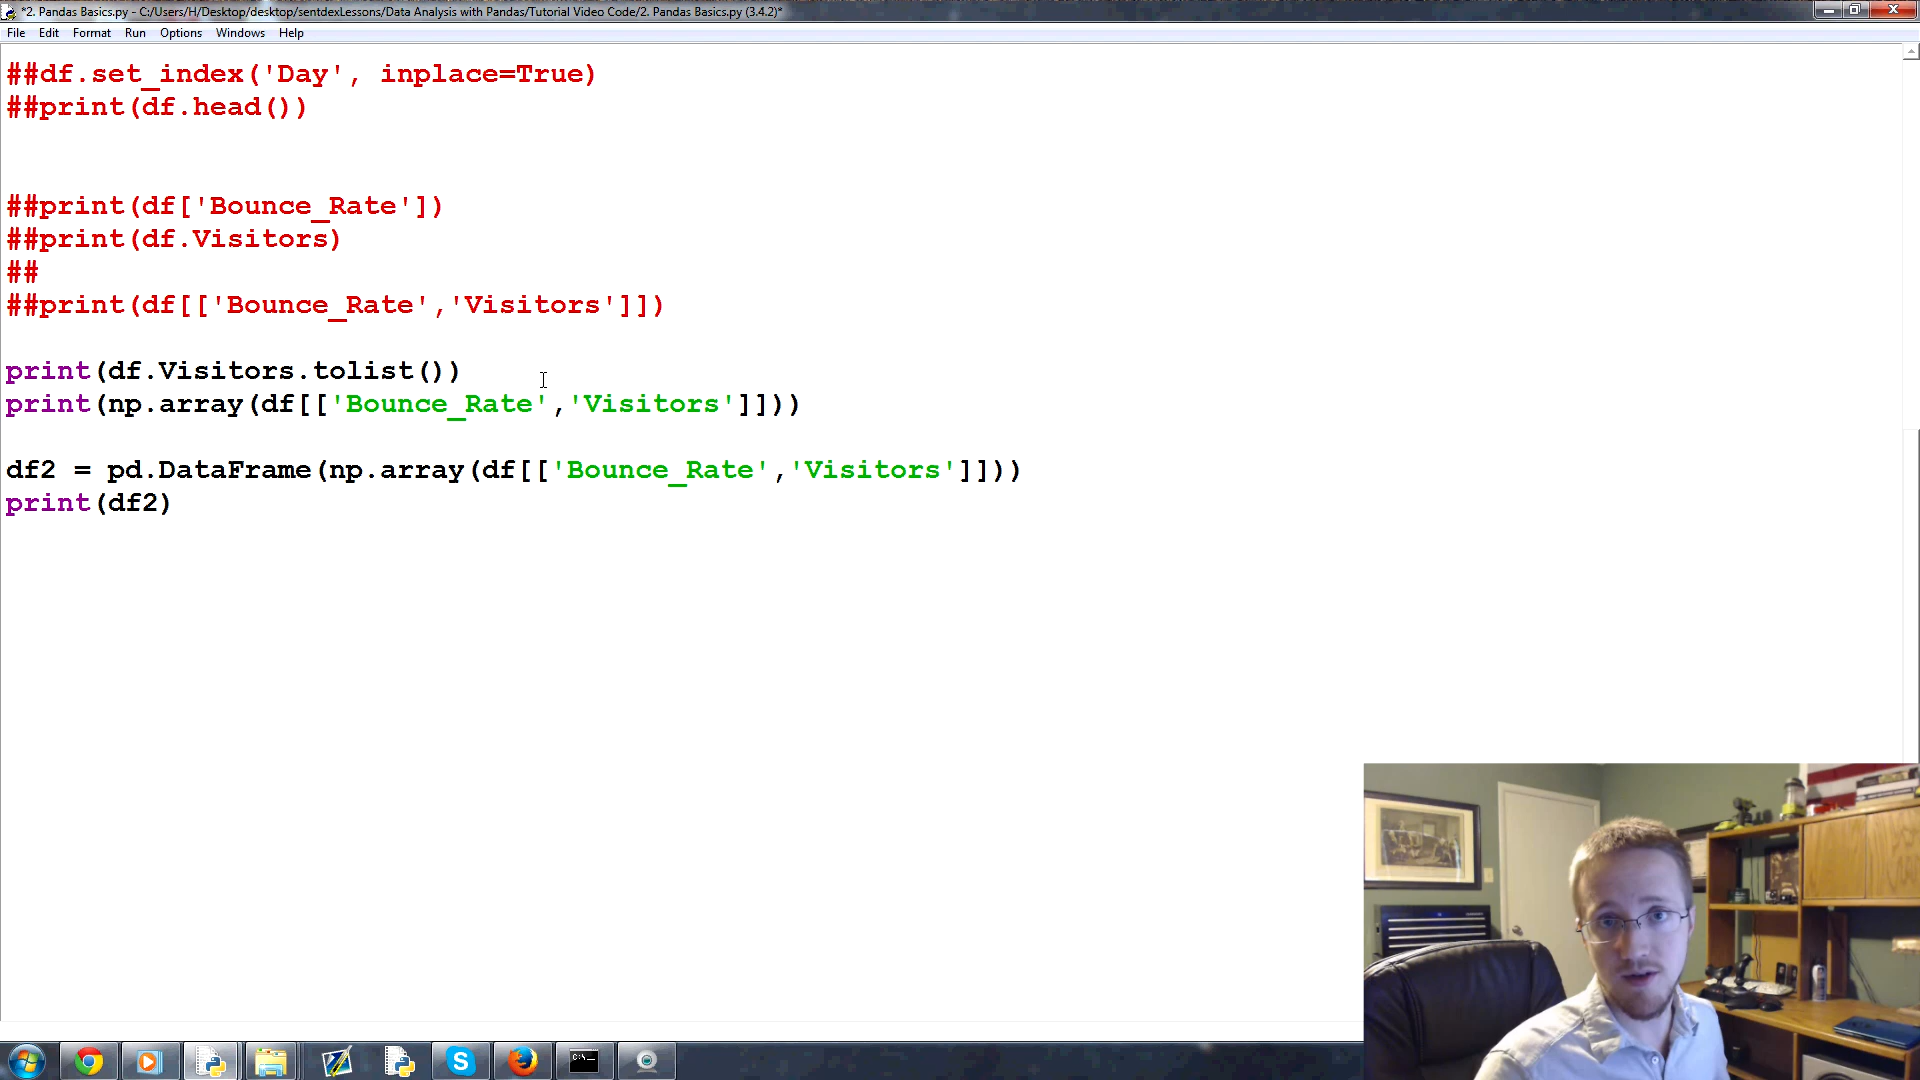 *2. Pandas Basics.py - C:/Users/H/Desktop/desktop/sentdexLessons/Data Analysis with Pandas/Tutorial Video Code/2. Pandas Basics.py (3.4.2)*
File Edit Format Run Options Windows Help
##df.set_index('Day', inplace=True)
##print(df.head())
##print(df['Bounce_Rate'])
##print(df.Visitors)
##
##print(df[['Bounce_Rate','Visitors']])
print(df.Visitors.tolist())
print(np.array(df[['Bounce_Rate','Visitors']]))
df2 = pd.DataFrame(np.array(df[['Bounce_Rate','Visitors']]))
print(df2)